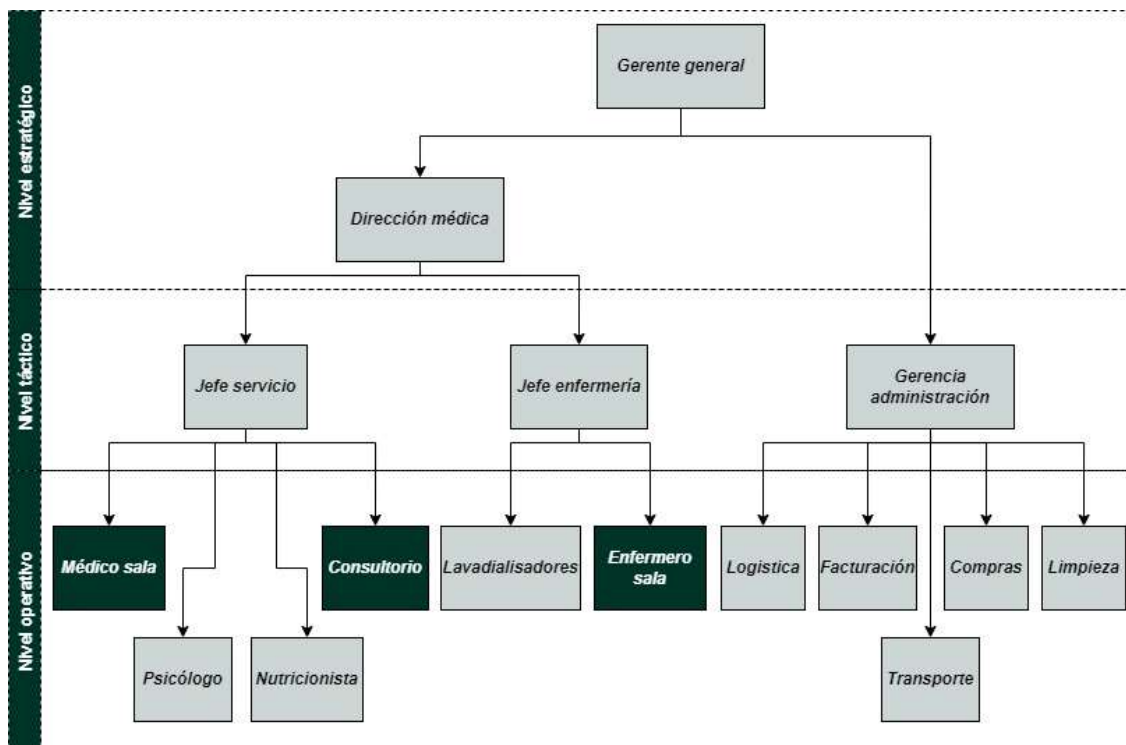 Nivel estratégico
Gerente general
Dirección médica
Nivel táctico
Jefe servicio
Jefe enfermería
Gerencia
administración
Nivel operativo
Médico sala
Consultorio
Lavadialisadores
Enfermero
sala
Logistica
Facturación
Compras
Limpieza
Psicólogo
Nutricionista
Transporte